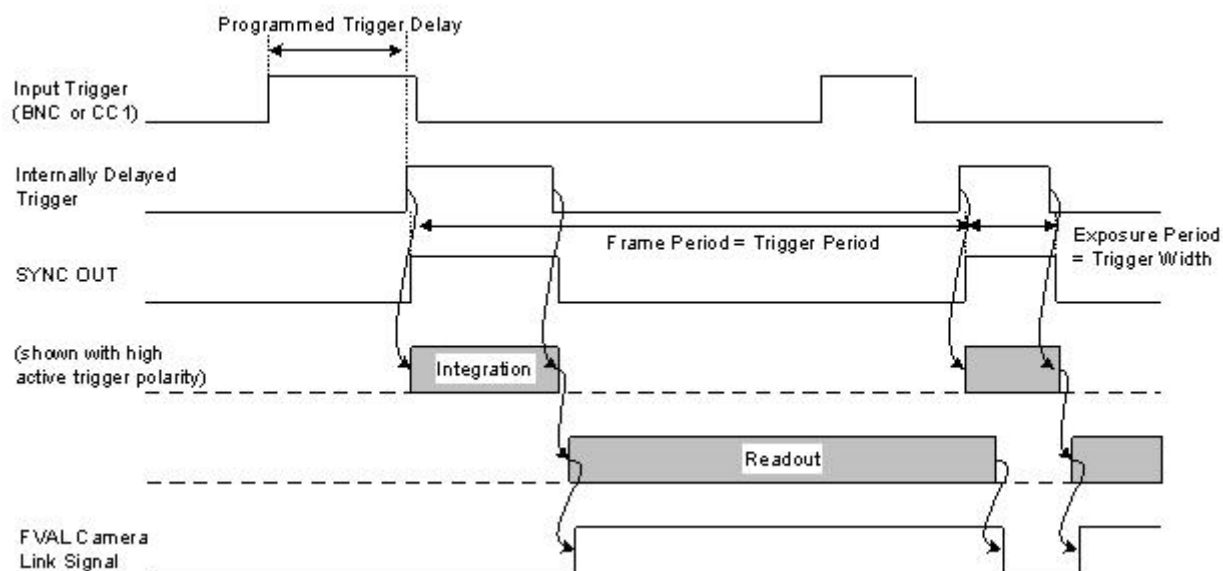 Programmed Trigger Delay
Input Trigger
(BNC or CC1)
Internally Delayed
Trigger
Frame Period = Trigger Period
Exposure Period
= Trigger Width
SYNC OUT
(shown with high
active trigger polarity)
Integration
Readout
FVAL Camera
Link Signal